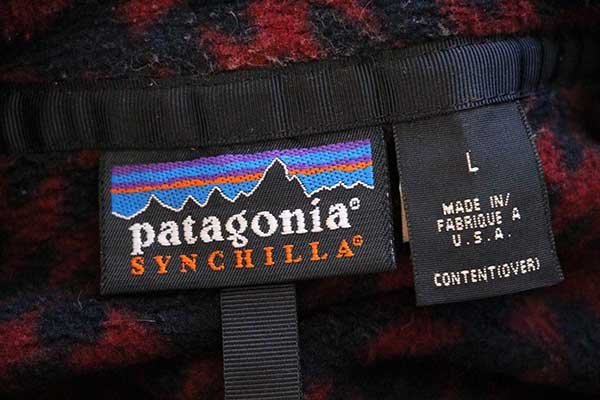 patagonia®
SYNCHILLA®
L
MADE IN/
FABRIQUE A
U.S.A.
CONTENT(OVER)